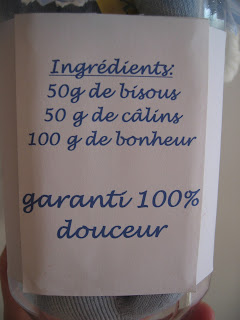 Ingrédients:
50g de bisous
50 g de câlins
100 g de bonheur
garanti 100%
douceur